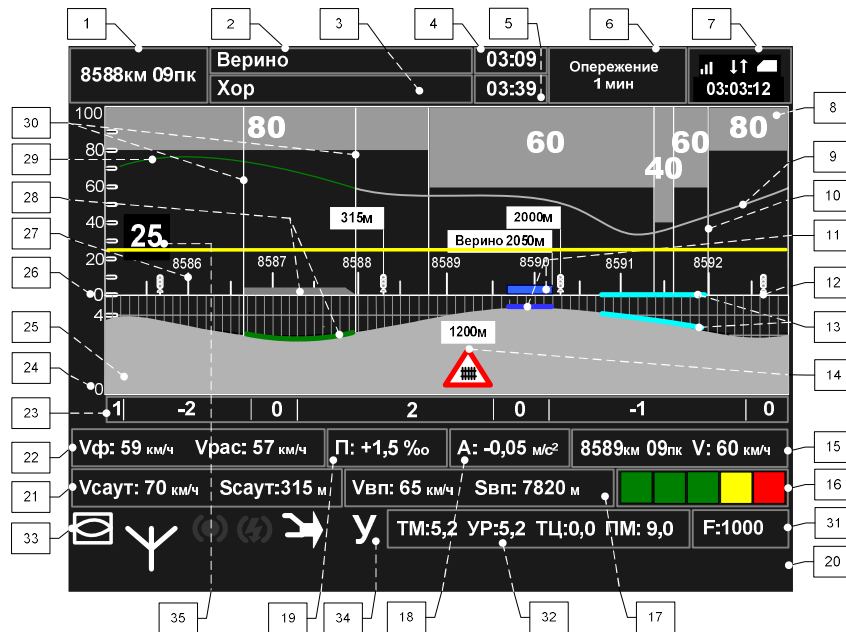 1 2 3 4 5 6 7
8588км 09пк
Верино 03:09
Хор 03:39
Опережение
1 мин
03:03:12
100
80
60
40
20
0
4
0
80 60 40 60 80
25
315м
2000м
Верино 2050м
8586 8587 8588 8589 8590 8591 8592
1200м
1 -2 0 2 0 -1 0
Vф: 59 км/ч Vрас: 57 км/ч
П: +1,5 %о
А: -0,05 м/с²
8589км 09пк V: 60 км/ч
Vсаут: 70 км/ч Sсаут:315 м
Vвп: 65 км/ч Sвп: 7820 м
У
ТМ:5,2 УР:5,2 ТЦ:0,0 ПМ: 9,0
F:1000
30
29
28
27
26
25
24
23
22
21
33
8
9
10
11
12
13
14
15
16
31
20
35 19 34 18 32 17